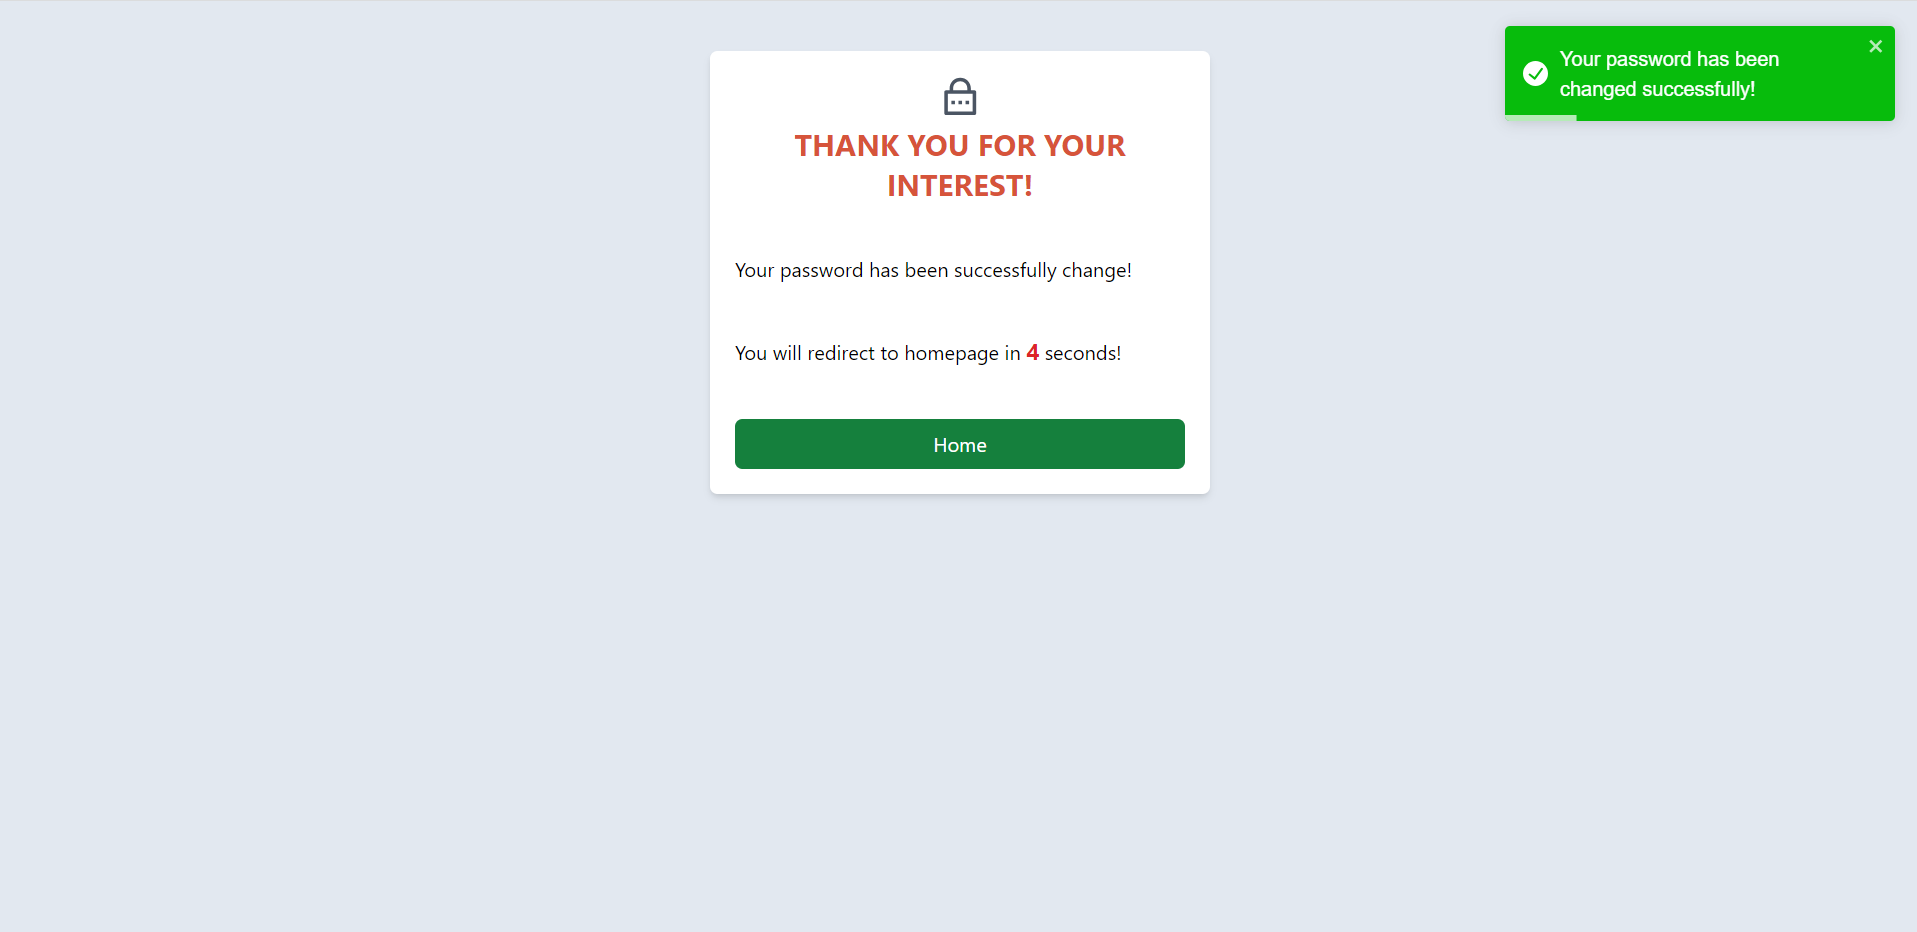 THANK YOU FOR YOUR
INTEREST!
Your password has been successfully change!
You will redirect to homepage in 4 seconds!
Home
Your password has been
changed successfully!